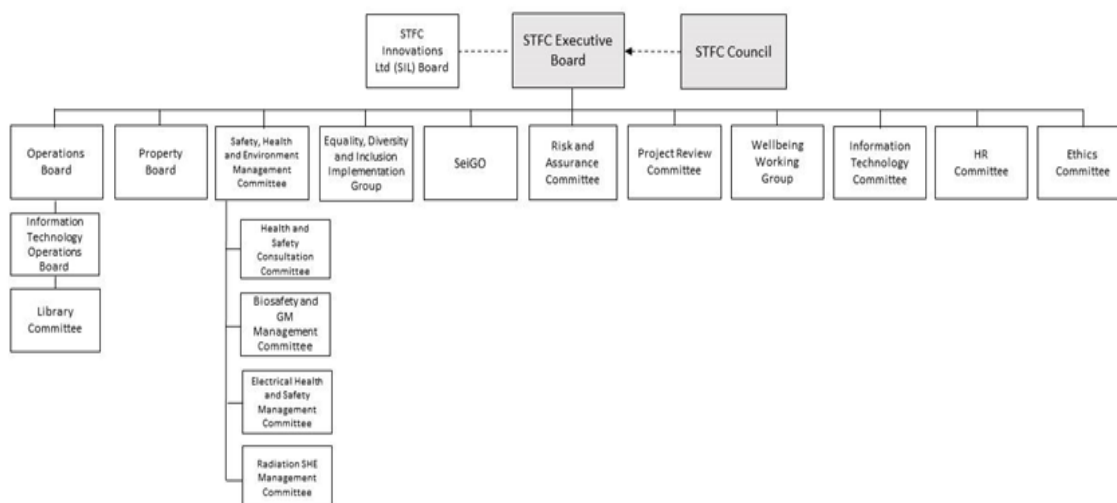 STFC
Innovations
Ltd (SIL) Board
STFC Executive
Board
STFC Council
Operations
Board
Property
Board
Safety, Health
and Environment
Management
Committee
Equality, Diversity
and Inclusion
Implementation
Group
SeiGO
Risk and
Assurance
Committee
Project Review
Committee
Wellbeing
Working
Group
Information
Technology
Committee
HR
Committee
Ethics
Committee
Information
Technology
Operations
Board
Library
Committee
Health and
Safety
Consultation
Committee
Biosafety and
GM
Management
Committee
Electrical Health
and Safety
Management
Committee
Radiation SHE
Management
Committee